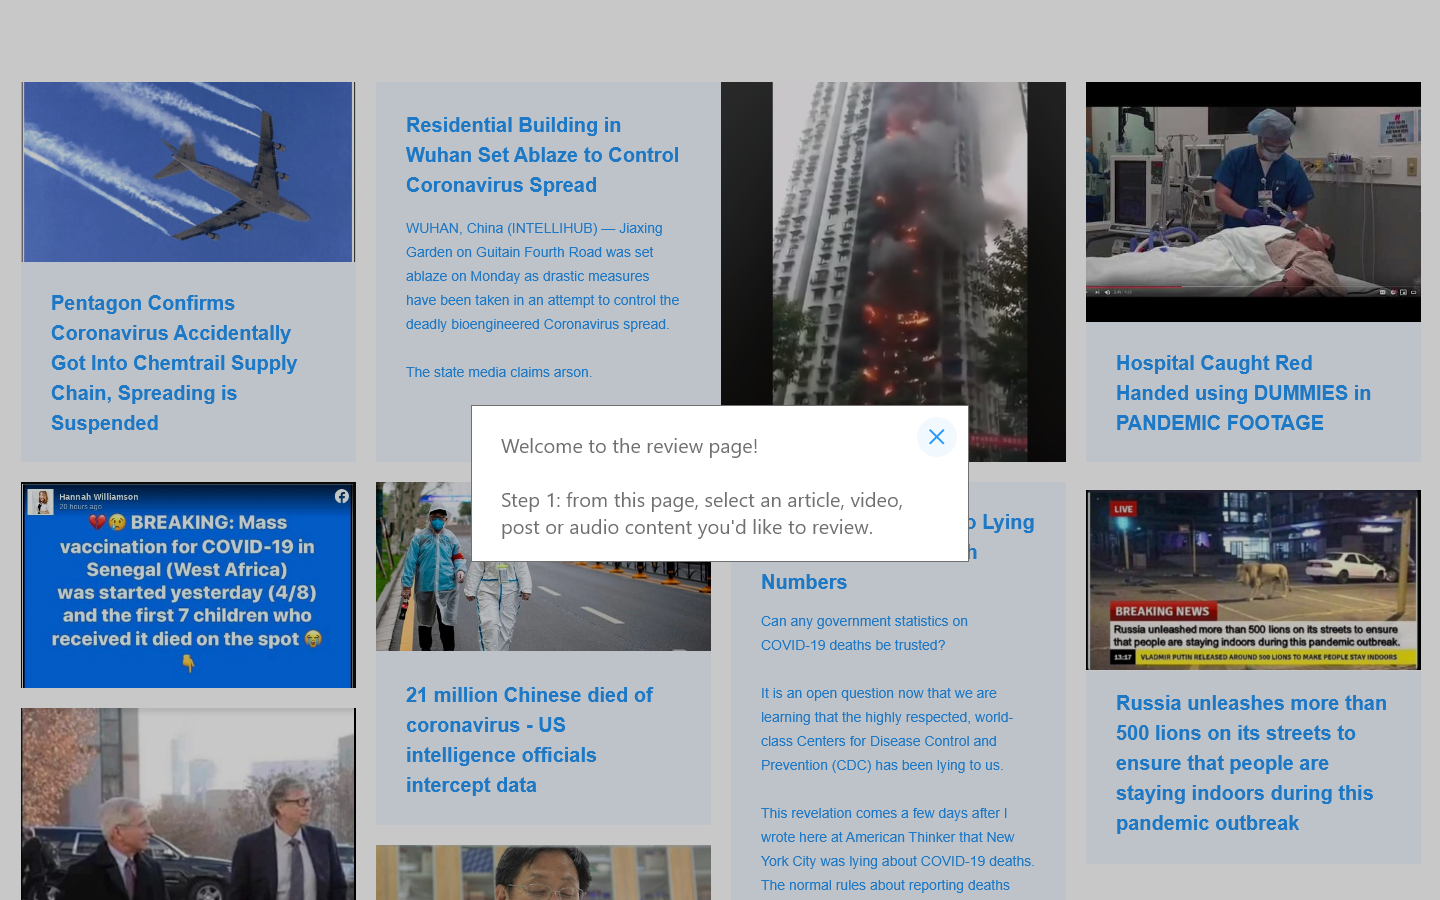 Pentagon Confirms
Coronavirus Accidentally
Got Into Chemtrail Supply
Chain, Spreading is
Suspended
Residential Building in
Wuhan Set Ablaze to Control
Coronavirus Spread
WUHAN, China (INTELLIHUB) — Jiaxing
Garden on Guitain Fourth Road was set
ablaze on Monday as drastic measures
have been taken in an attempt to control the
deadly bioengineered Coronavirus spread.
The state media claims arson.
Hospital Caught Red
Handed using DUMMIES in
PANDEMIC FOOTAGE
Welcome to the review page!
Step 1: from this page, select an article, video,
post or audio content you'd like to review.
Hannah Williamson
20 hours ago
💔😢 BREAKING: Mass
vaccination for COVID-19 in
Senegal (West Africa)
was started yesterday (4/8)
and the first 7 children who
received it died on the spot 😭
👇
21 million Chinese died of
coronavirus - US
intelligence officials
intercept data
Lying
Numbers
Can any government statistics on
COVID-19 deaths be trusted?
It is an open question now that we are
learning that the highly respected, world-
class Centers for Disease Control and
Prevention (CDC) has been lying to us.
This revelation comes a few days after I
wrote here at American Thinker that New
York City was lying about COVID-19 deaths.
The normal rules about reporting deaths
LIVE
BREAKING NEWS
Russia unleashed more than 500 lions on its streets to ensure
that people are staying indoors during this pandemic outbreak.
13:17 VLADIMIR PUTIN RELEASED AROUND 500 LIONS TO MAKE PEOPLE STAY INDOORS
Russia unleashes more than
500 lions on its streets to
ensure that people are
staying indoors during this
pandemic outbreak